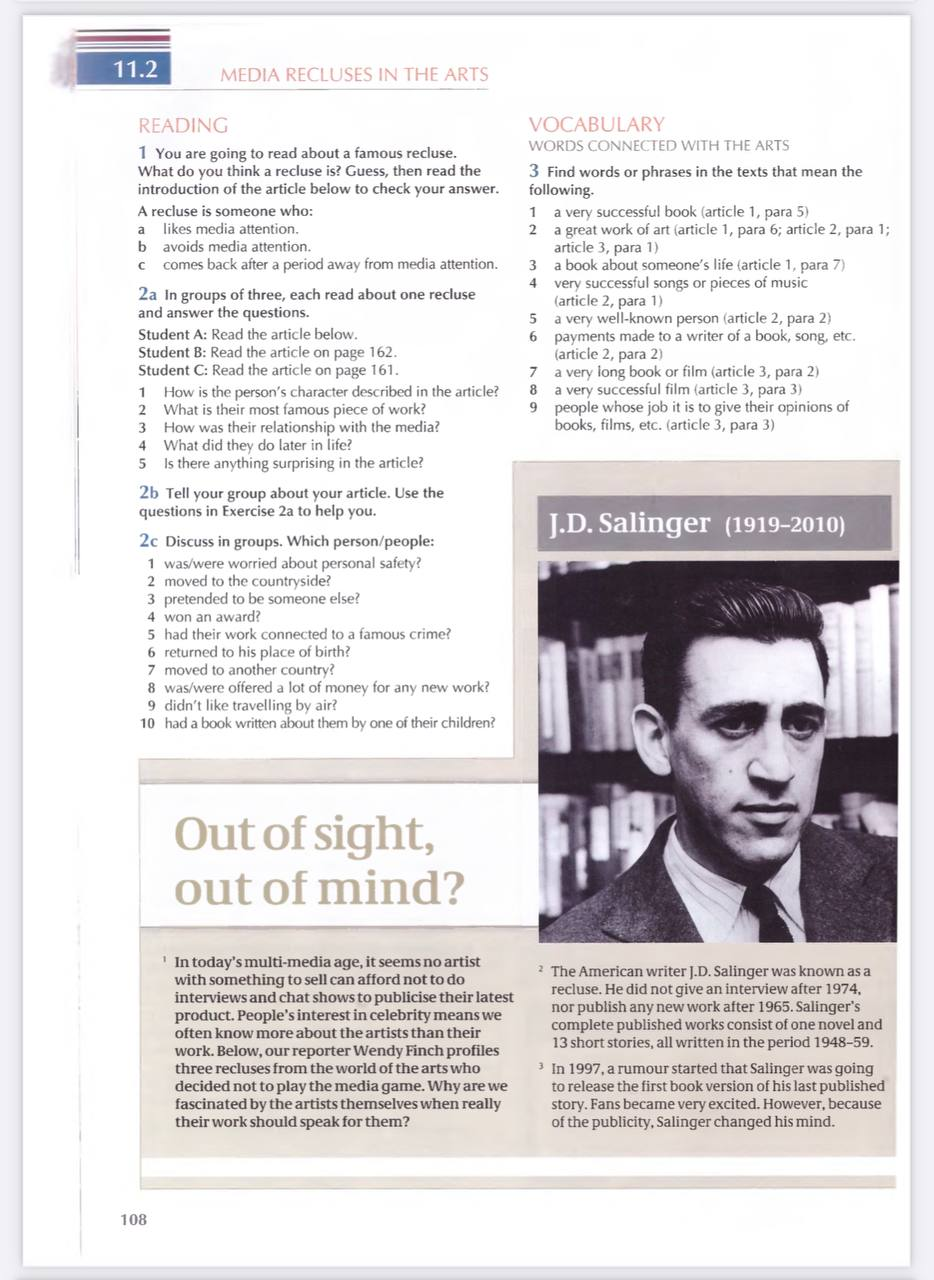 11.2
MEDIA RECLUSES IN THE ARTS
READING
1 You are going to read about a famous recluse.
What do you think a recluse is? Guess, then read the
introduction of the article below to check your answer.
A recluse is someone who:
a likes media attention.
b avoids media attention.
c comes back after a period away from media attention.
2a In groups of three, each read about one recluse
and answer the questions.
Student A: Read the article below.
Student B: Read the article on page 162.
Student C: Read the article on page 161.
1 How is the person's character described in the article?
2 What is their most famous piece of work?
3 How was their relationship with the media?
4 What did they do later in life?
5 Is there anything surprising in the article?
2b Tell your group about your article. Use the
questions in Exercise 2a to help you.
2c Discuss in groups. Which person/people:
1 was/were worried about personal safety?
2 moved to the countryside?
3 pretended to be someone else?
4 won an award?
5 had their work connected to a famous crime?
6 returned to his place of birth?
7 moved to another country?
8 was/were offered a lot of money for any new work?
9 didn't like travelling by air?
10 had a book written about them by one of their children?
VOCABULARY
WORDS CONNECTED WITH THE ARTS
3 Find words or phrases in the texts that mean the
following.
1 a very successful book (article 1, para 5)
2 a great work of art (article 1, para 6; article 2, para 1;
article 3, para 1)
3 a book about someone's life (article 1, para 7)
4 very successful songs or pieces of music
(article 2, para 1)
5 a very well-known person (article 2, para 2)
6 payments made to a writer of a book, song, etc.
(article 2, para 2)
7 a very long book or film (article 3, para 2)
8 a very successful film (article 3, para 3)
9 people whose job it is to give their opinions of
books, films, etc. (article 3, para 3)
Out of sight,
out of mind?
1 In today's multi-media age, it seems no artist
with something to sell can afford not to do
interviews and chat shows to publicise their latest
product. People's interest in celebrity means we
often know more about the artists than their
work. Below, our reporter Wendy Finch profiles
three recluses from the world of the arts who
decided not to play the media game. Why are we
fascinated by the artists themselves when really
their work should speak for them?
J.D. Salinger (1919–2010)
2 The American writer J.D. Salinger was known as a
recluse. He did not give an interview after 1974,
nor publish any new work after 1965. Salinger's
complete published works consist of one novel and
13 short stories, all written in the period 1948–59.
3 In 1997, a rumour started that Salinger was going
to release the first book version of his last published
story. Fans became very excited. However, because
of the publicity, Salinger changed his mind.
108